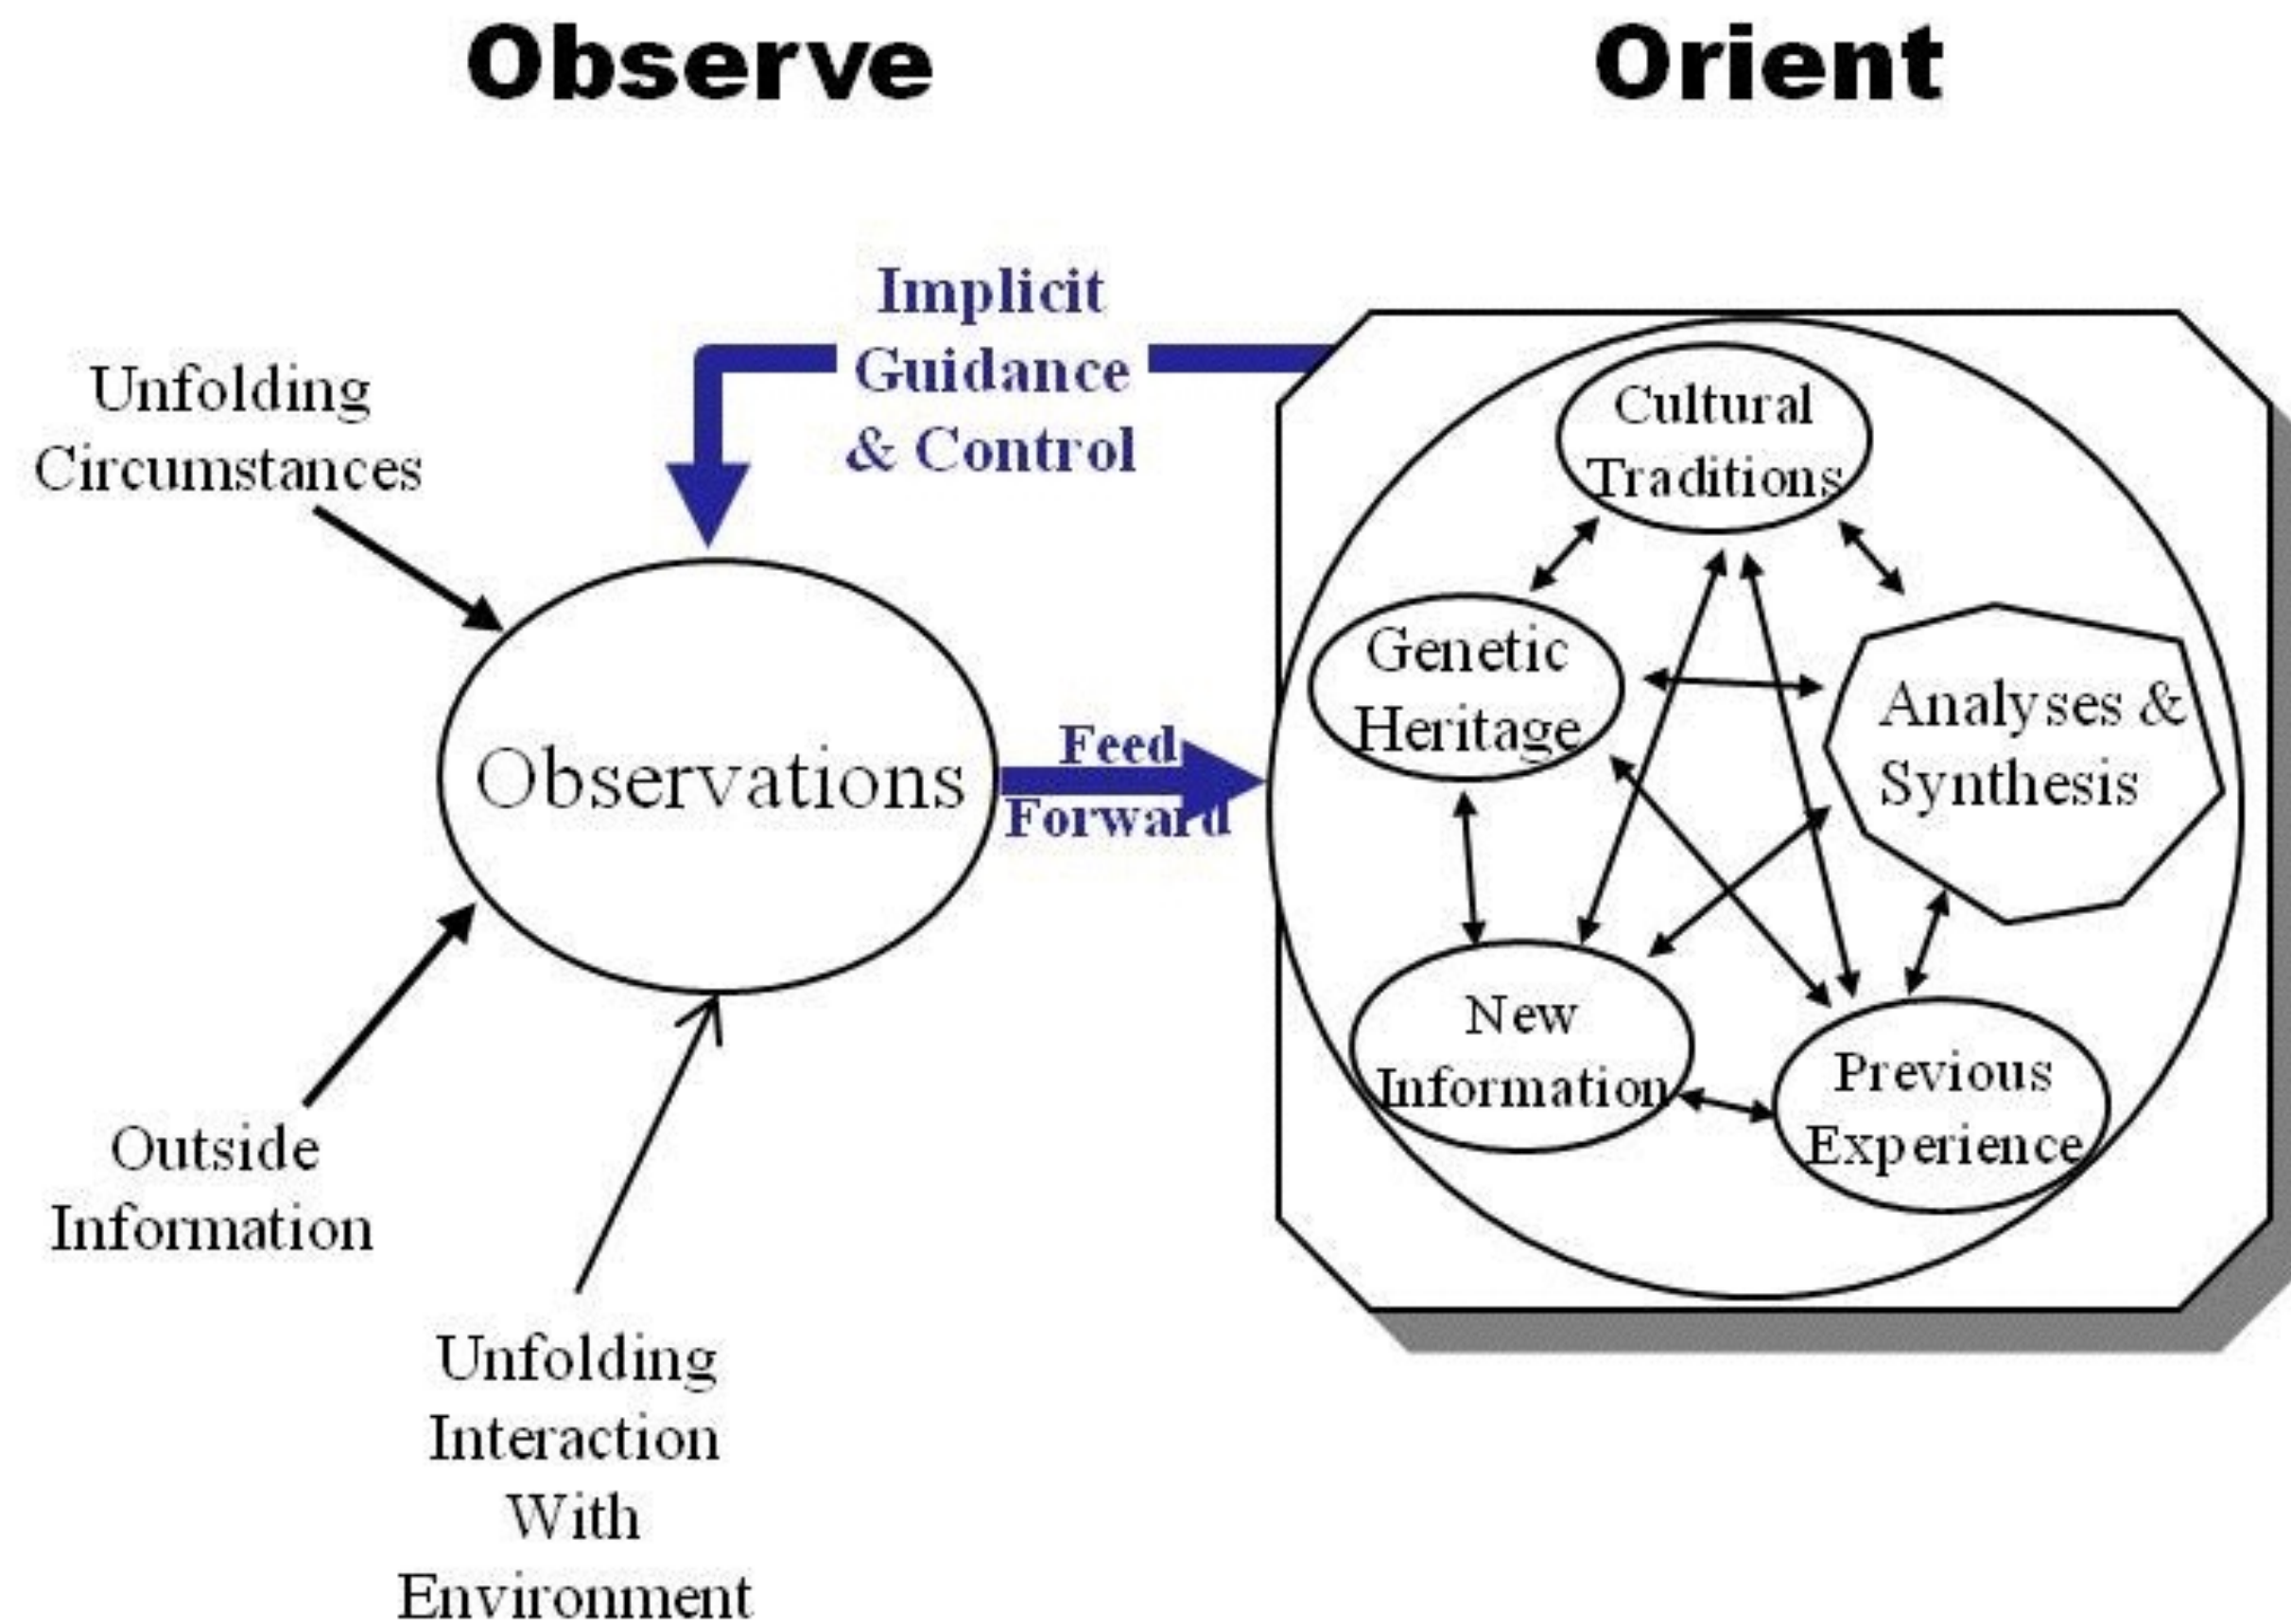 Observe
Orient
Implicit
Guidance
& Control
Unfolding
Circumstances
Observations
Feed
Forward
Outside
Information
Unfolding
Interaction
With
Environment
Cultural
Traditions
Genetic
Heritage
Analyses &
Synthesis
New
Information
Previous
Experience